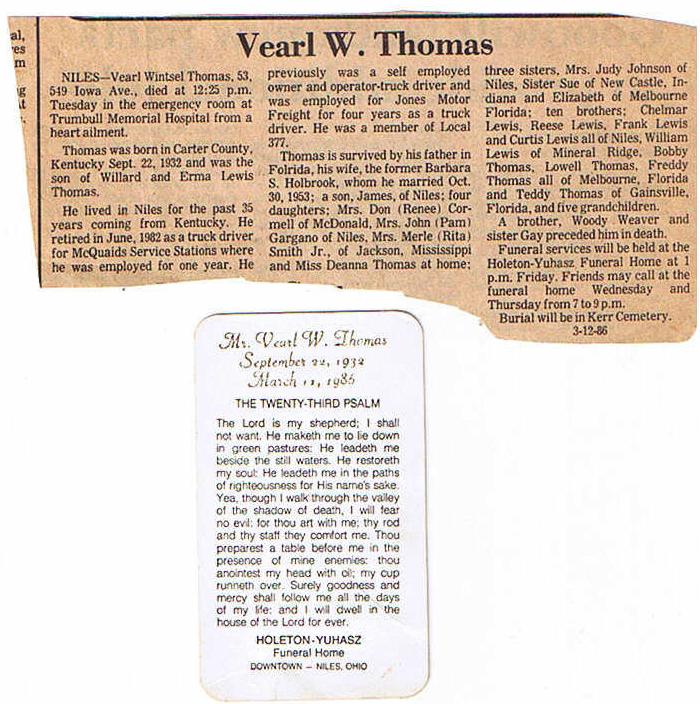 al,
es
m
g
t
.
Vearl W. Thomas
NILES—Vearl Wintsel Thomas, 53,
549 Iowa Ave., died at 12:25 p.m.
Tuesday in the emergency room at
Trumbull Memorial Hospital from a
heart ailment.
Thomas was born in Carter County,
Kentucky Sept. 22, 1932 and was the
son of Willard and Erma Lewis
Thomas.
He lived in Niles for the past 35
years coming from Kentucky. He
retired in June, 1982 as a truck driver
for McQuaids Service Stations where
he was employed for one year. He
previously was a self employed
owner and operator-truck driver and
was employed for Jones Motor
Freight for four years as a truck
driver. He was a member of Local
377.
Thomas is survived by his father in
Folrida, his wife, the former Barbara
S. Holbrook, whom he married Oct.
30, 1953; a son, James, of Niles; four
daughters; Mrs. Don (Renee) Cor-
mell of McDonald, Mrs. John (Pam)
Gargano of Niles, Mrs. Merle (Rita)
Smith Jr., of Jackson, Mississippi
and Miss Deanna Thomas at home;
three sisters, Mrs. Judy Johnson of
Niles, Sister Sue of New Castle, In-
diana and Elizabeth of Melbourne
Florida; ten brothers; Chelmar
Lewis, Reese Lewis, Frank Lewis
and Curtis Lewis all of Niles, William
Lewis of Mineral Ridge, Bobby
Thomas, Lowell Thomas, Freddy
Thomas all of Melbourne, Florida
and Teddy Thomas of Gainsville,
Florida, and five grandchildren.
A brother, Woody Weaver and
sister Gay preceded him in death.
Funeral services will be held at the
Holeton-Yuhasz Funeral Home at 1
p.m. Friday. Friends may call at the
funeral home Wednesday and
Thursday from 7 to 9 p.m.
Burial will be in Kerr Cemetery.
3-12-86
Mr. Vearl W. Thomas
September 22, 1932
March 11, 1986
THE TWENTY-THIRD PSALM
The Lord is my shepherd; I shall
not want. He maketh me to lie down
in green pastures: He leadeth me
beside the still waters. He restoreth
my soul: He leadeth me in the paths
of righteousness for His name's sake.
Yea, though I walk through the valley
of the shadow of death, I will fear
no evil: for thou art with me; thy rod
and thy staff they comfort me. Thou
preparest a table before me in the
presence of mine enemies: thou
anointest my head with oil; my cup
runneth over. Surely goodness and
mercy shall follow me all the days
of my life: and I will dwell in the
house of the Lord for ever.
HOLETON-YUHASZ
Funeral Home
DOWNTOWN — NILES, OHIO